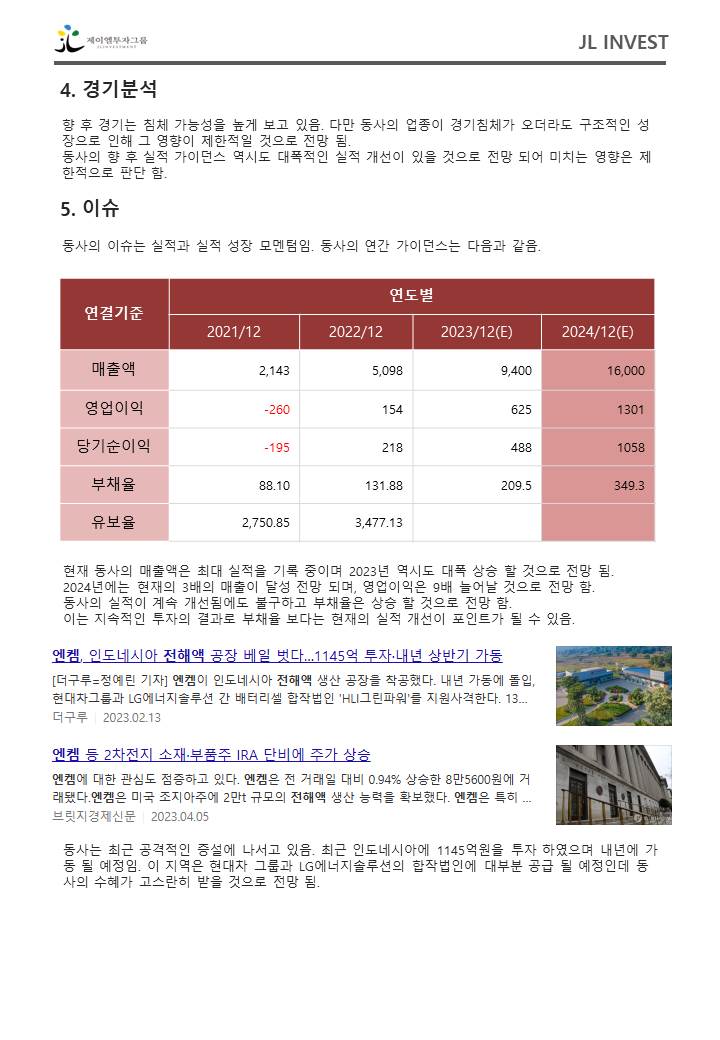 제이엘투자그룹
JLINVESTMENT
JL INVEST
4. 경기분석
향 후 경기는 침체 가능성을 높게 보고 있음. 다만 동사의 업종이 경기침체가 오더라도 구조적인 성
장으로 인해 그 영향이 제한적일 것으로 전망 됨.
동사의 향 후 실적 가이던스 역시도 대폭적인 실적 개선이 있을 것으로 전망 되어 미치는 영향은 제
한적으로 판단 함.
5. 이슈
동사의 이슈는 실적과 실적 성장 모멘텀임. 동사의 연간 가이던스는 다음과 같음.
연결기준 연도별
2021/12 2022/12 2023/12(E) 2024/12(E)
매출액 2,143 5,098 9,400 16,000
영업이익 -260 154 625 1301
당기순이익 -195 218 488 1058
부채율 88.10 131.88 209.5 349.3
유보율 2,750.85 3,477.13
현재 동사의 매출액은 최대 실적을 기록 중이며 2023년 역시도 대폭 상승 할 것으로 전망 됨.
2024년에는 현재의 3배의 매출이 달성 전망 되며, 영업이익은 9배 늘어날 것으로 전망 함.
동사의 실적이 계속 개선됨에도 불구하고 부채율은 상승 할 것으로 전망 함.
이는 지속적인 투자의 결과로 부채율 보다는 현재의 실적 개선이 포인트가 될 수 있음.
엔켐, 인도네시아 전해액 공장 베일 벗다...1145억 투자·내년 상반기 가동
[더구루=정예린 기자] 엔켐이 인도네시아 전해액 생산 공장을 착공했다. 내년 가동에 돌입,
현대차그룹과 LG에너지솔루션 간 배터리셀 합작법인 'HLI그린파워'를 지원사격한다. 13...
더구루 | 2023.02.13
엔켐 등 2차전지 소재·부품주 IRA 단비에 주가 상승
엔켐에 대한 관심도 점증하고 있다. 엔켐은 전 거래일 대비 0.94% 상승한 8만5600원에 거
래됐다.엔켐은 미국 조지아주에 2만t 규모의 전해액 생산 능력을 확보했다. 엔켐은 특히 ...
브릿지경제신문 | 2023.04.05
동사는 최근 공격적인 증설에 나서고 있음. 최근 인도네시아에 1145억원을 투자 하였으며 내년에 가
동 될 예정임. 이 지역은 현대차 그룹과 LG에너지솔루션의 합작법인에 대부분 공급 될 예정인데 동
사의 수혜가 고스란히 받을 것으로 전망 됨.